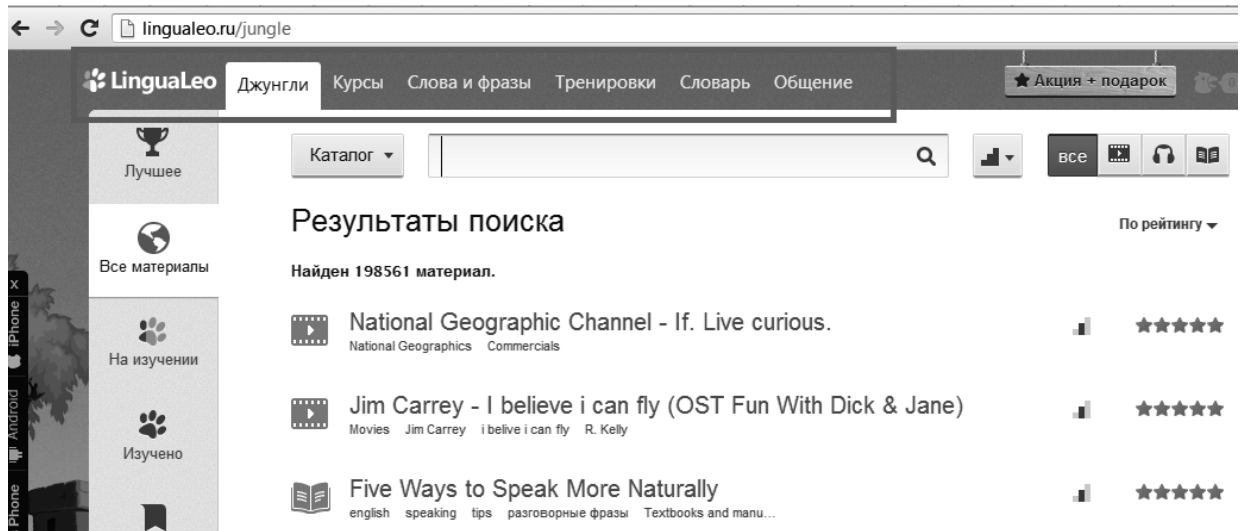 lingualeo.ru/jungle
LinguaLeo Джунгли Курсы Слова и фразы Тренировки Словарь Общение Акция + подарок
Лучшее
Каталог
все
Результаты поиска
По рейтингу
Все материалы
Найден 198561 материал.
x
iPhone
Android
Phone
National Geographic Channel - If. Live curious.
National Geographics Commercials
На изучении
Jim Carrey - I believe i can fly (OST Fun With Dick & Jane)
Movies Jim Carrey i belive i can fly R. Kelly
Изучено
Five Ways to Speak More Naturally
english speaking tips разговорные фразы Textbooks and manu...